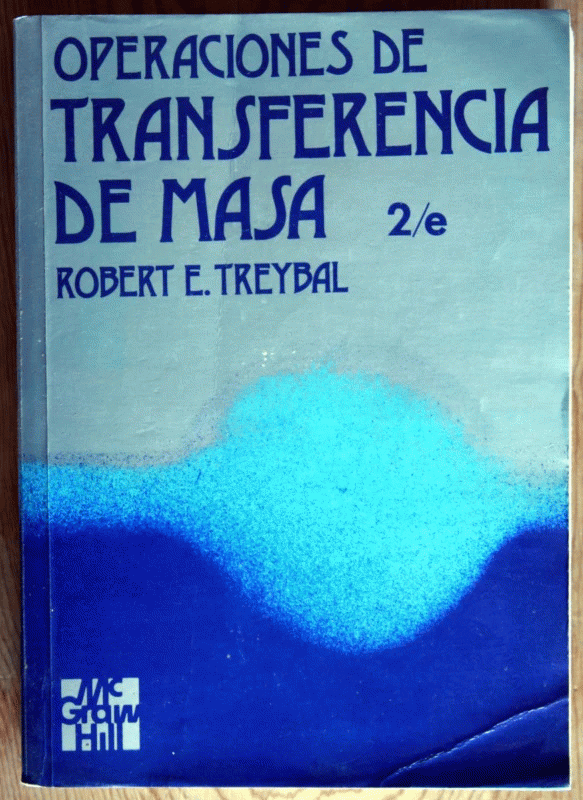 OPERACIONES DE
TRANSFERENCIA
DE MASA 2/e
ROBERT E. TREYBAL
Mc
Graw
Hill